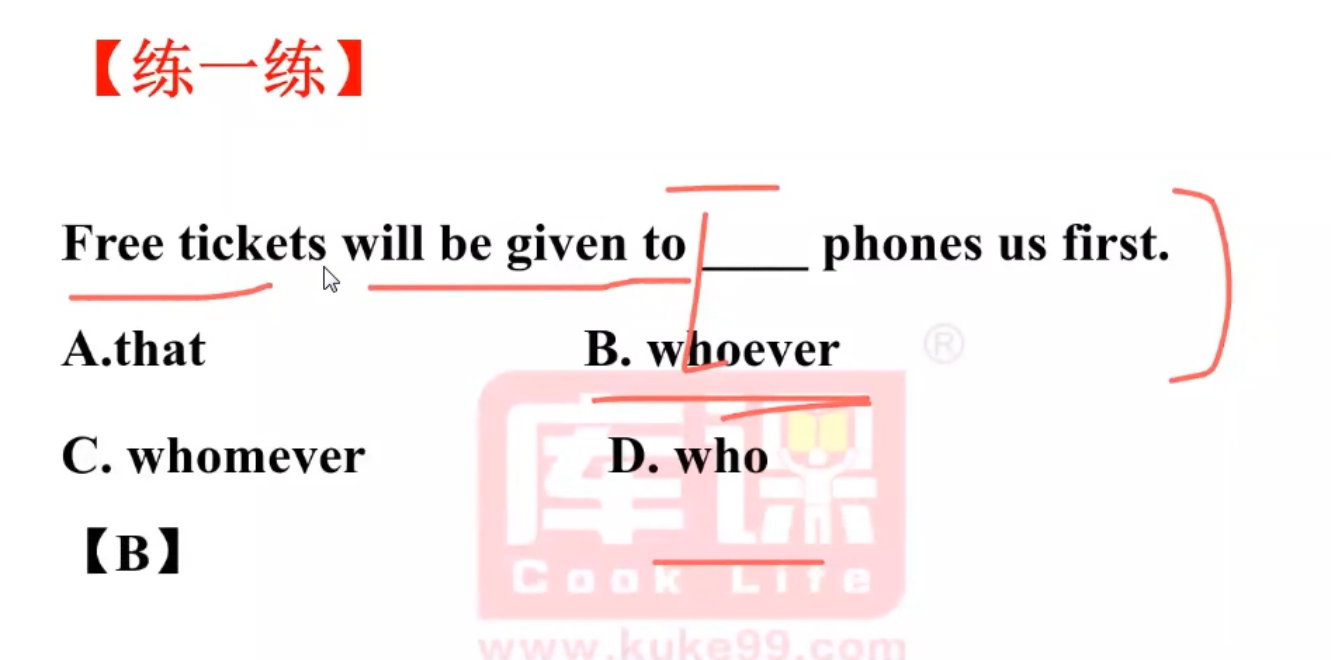 【练一练】
Free tickets will be given to ____ phones us first.
A.that B. whoever
®
C. whomever D. who
【B】
库课
Cook Life
www.kuke99.com